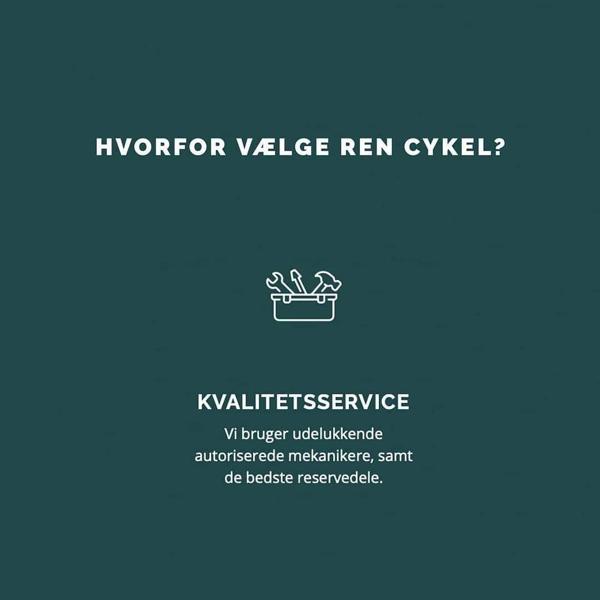 HVORFOR VÆLGE REN CYKEL?
KVALITETSSERVICE
Vi bruger udelukkende
autoriserede mekanikere, samt
de bedste reservedele.